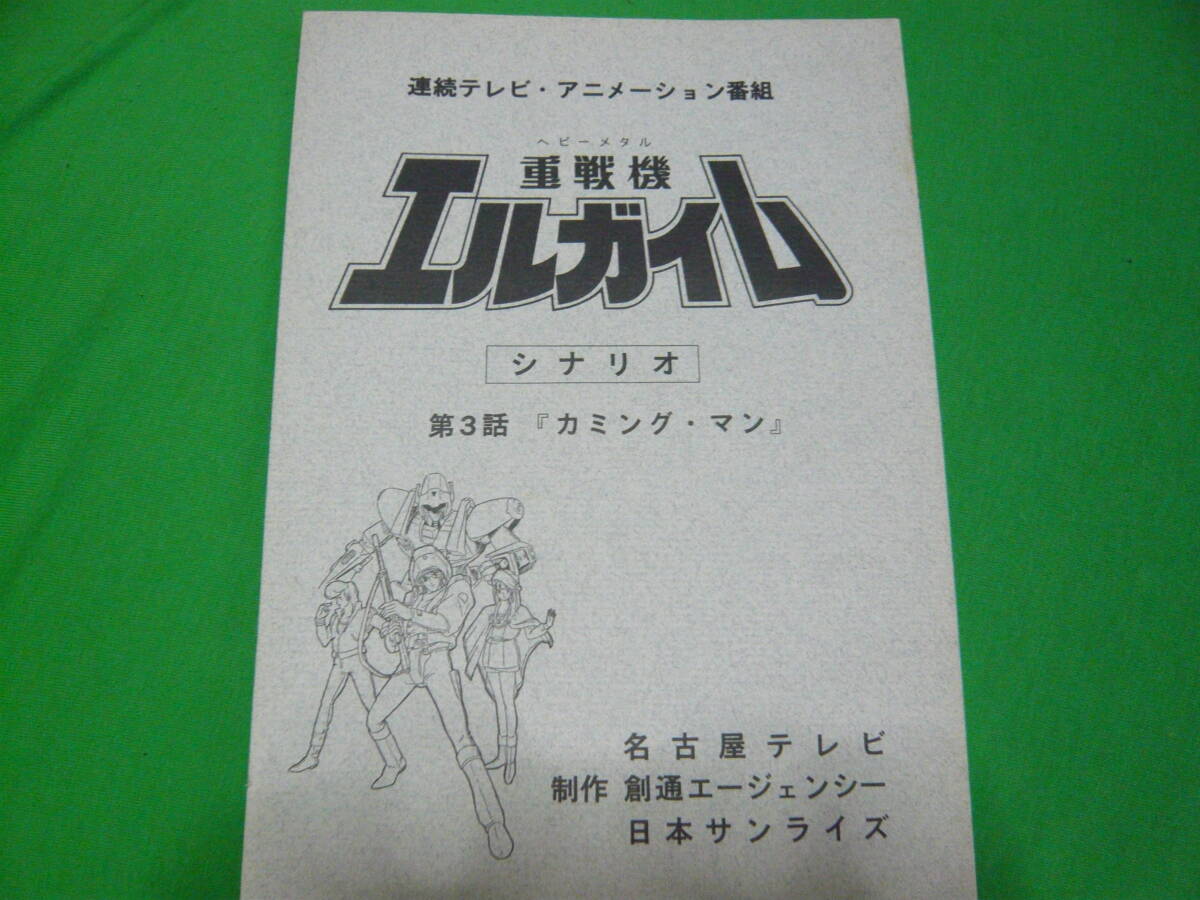 連続テレビ・アニメーション番組
ヘビーメタル
重戦機
エルガイム
シナリオ
第3話『カミング・マン』
名古屋テレビ
制作 創通エージェンシー
日本サンライズ